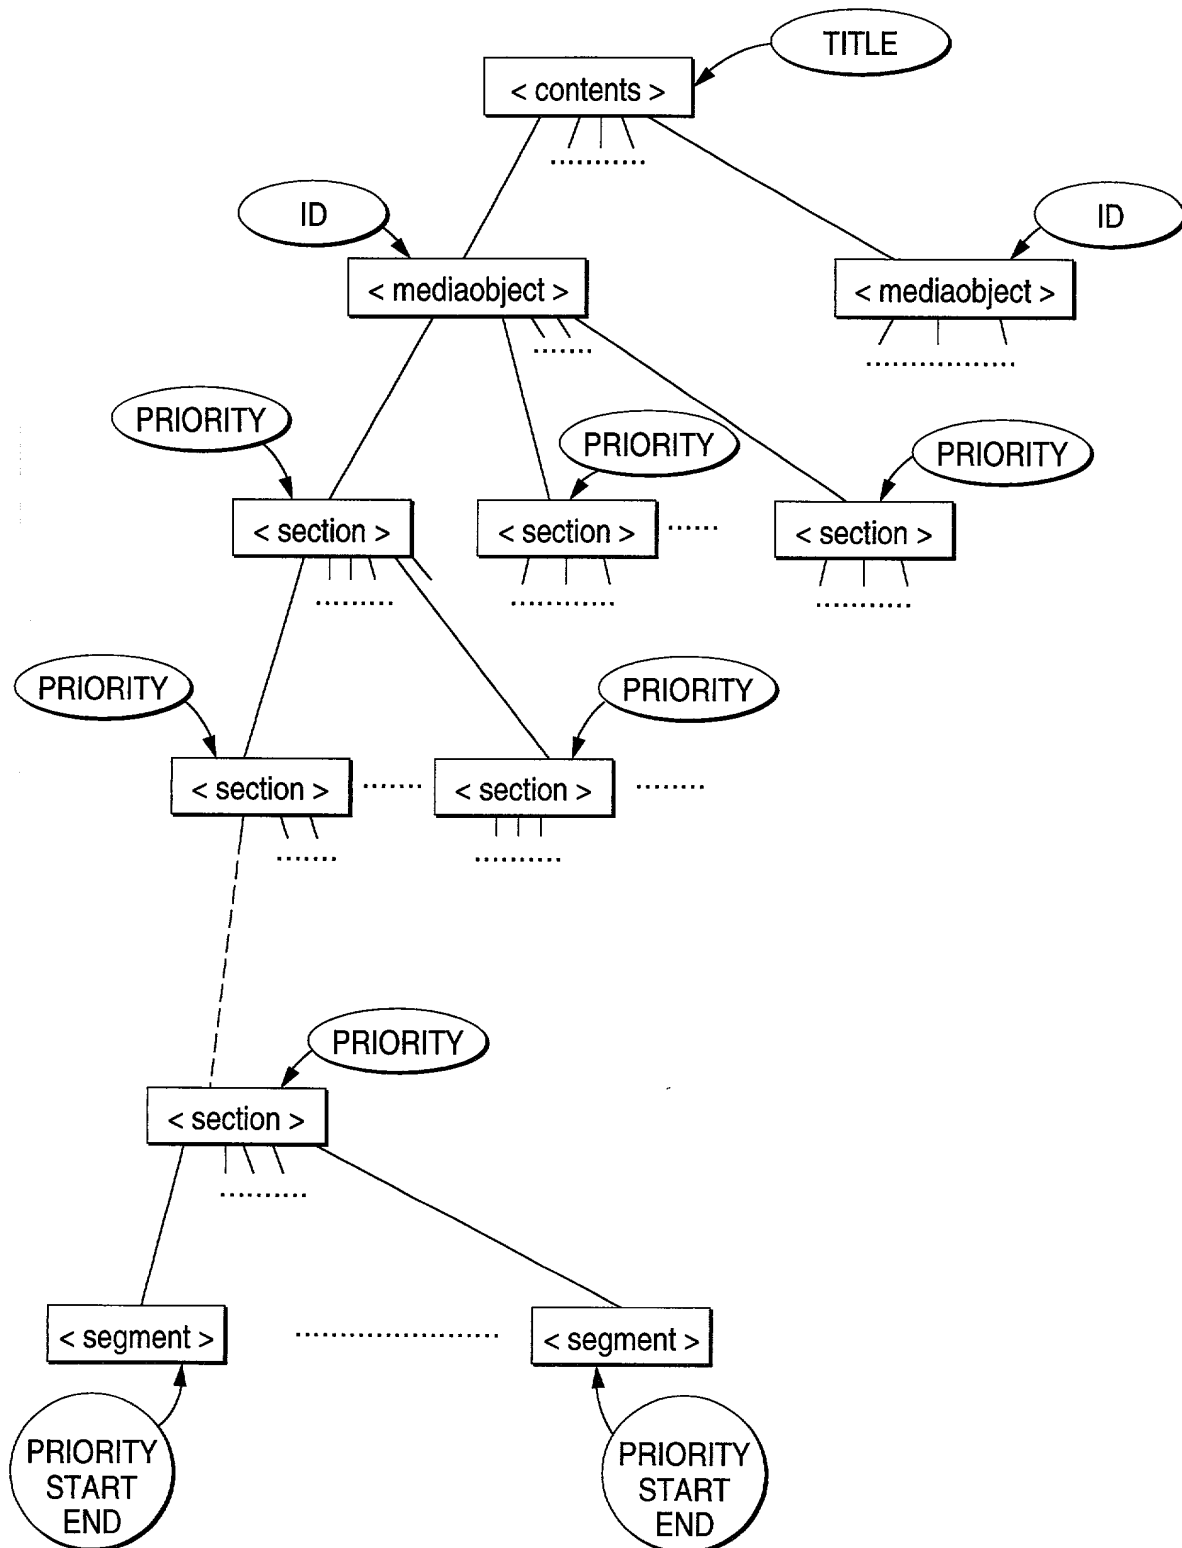 TITLE
< contents >
ID
ID
< mediaobject >
< mediaobject >
PRIORITY
PRIORITY
PRIORITY
< section >
< section >
< section >
PRIORITY
PRIORITY
< section >
< section >
PRIORITY
< section >
< segment >
< segment >
PRIORITY
START
END
PRIORITY
START
END